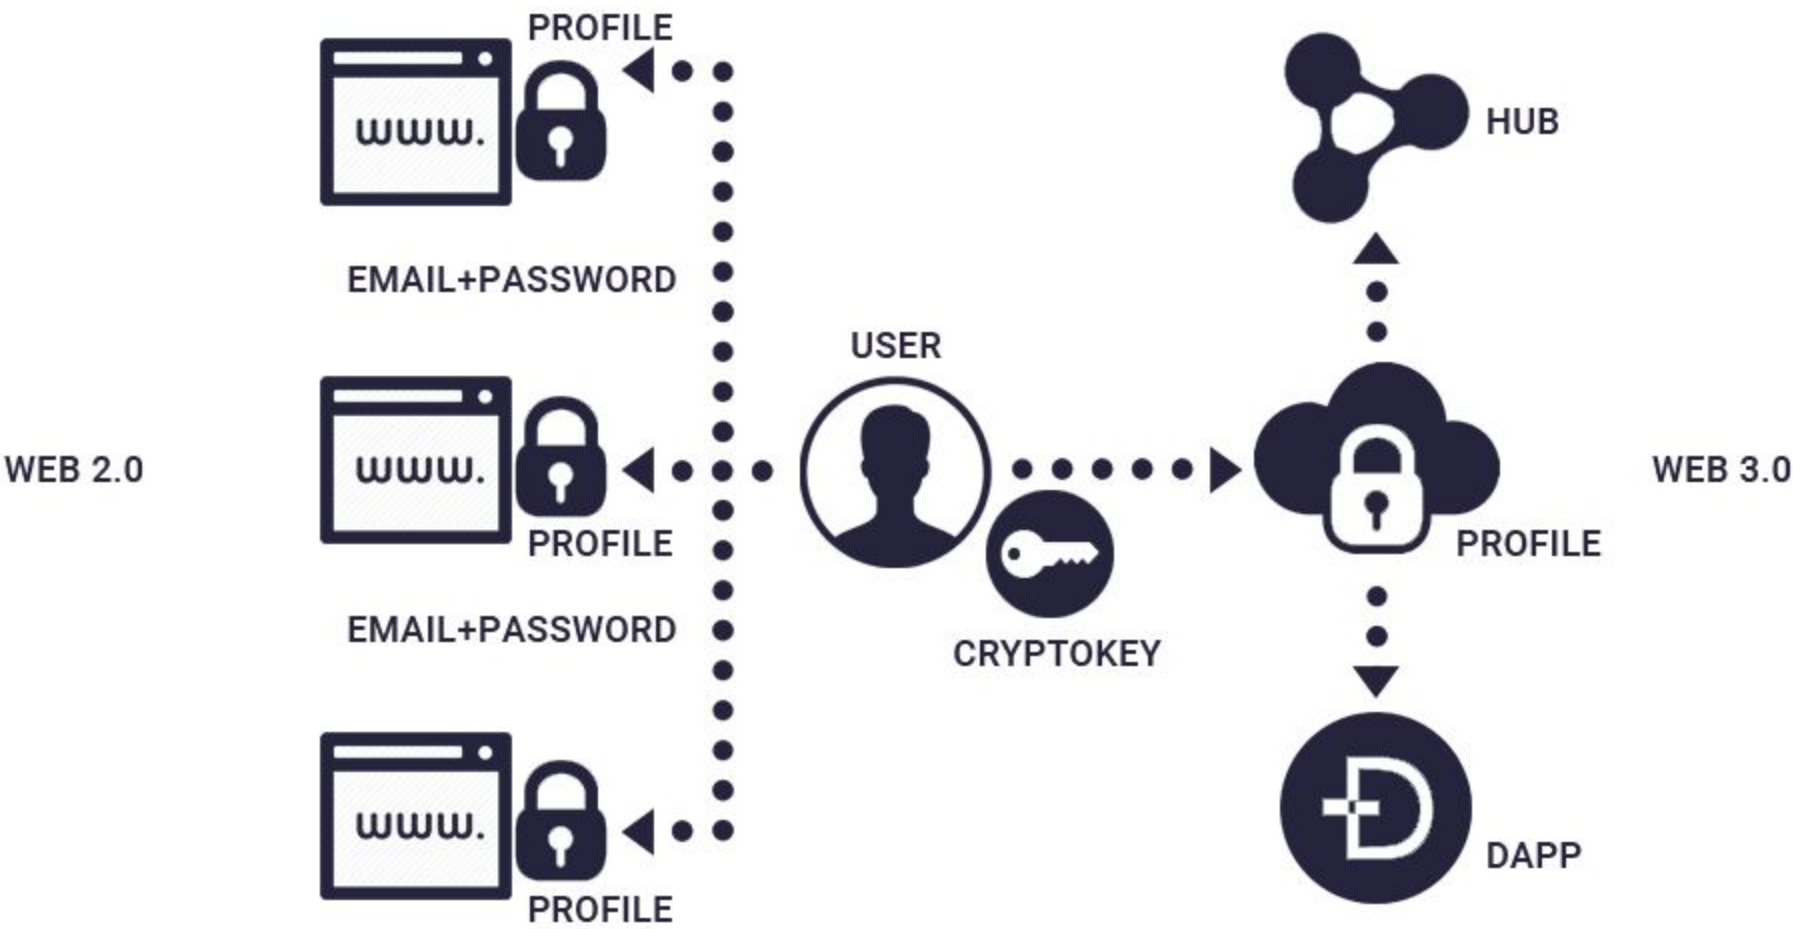 PROFILE
www.
HUB
EMAIL+PASSWORD
USER
WEB 2.0
www.
WEB 3.0
PROFILE
PROFILE
EMAIL+PASSWORD
CRYPTOKEY
www.
DAPP
PROFILE